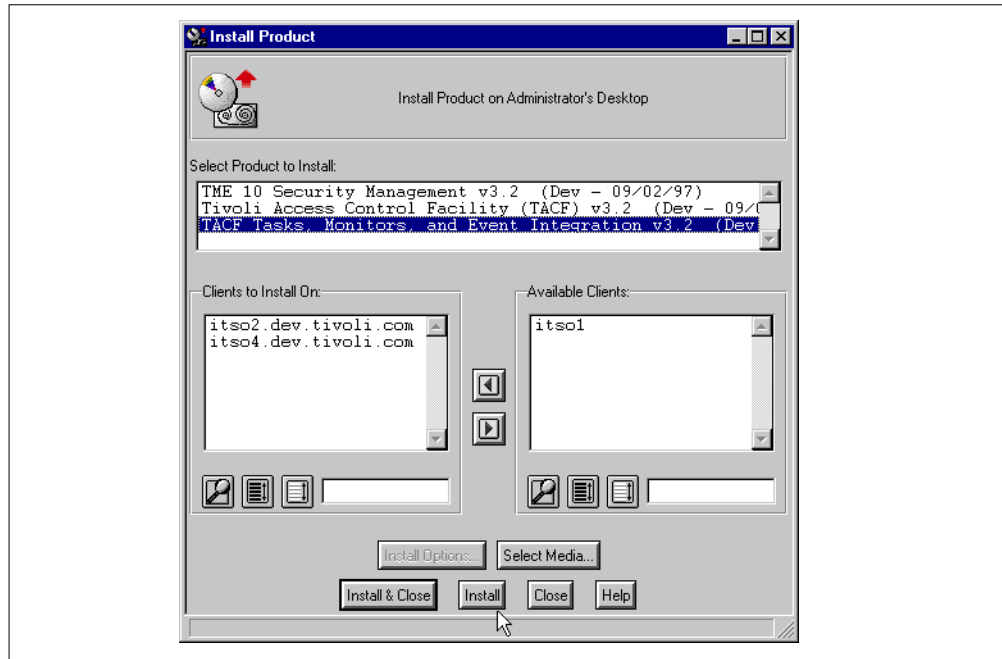 Install Product
Install Product on Administrator's Desktop
Select Product to Install:
TME 10 Security Management v3.2 (Dev - 09/02/97)
Tivoli Access Control Facility (TACF) v3.2 (Dev - 09/
TACF Tasks, Monitors, and Event Integration v3.2 (Dev
Clients to Install On:
itso2.dev.tivoli.com
itso4.dev.tivoli.com
Available Clients:
itso1
Install Options...
Select Media...
Install & Close
Install
Close
Help